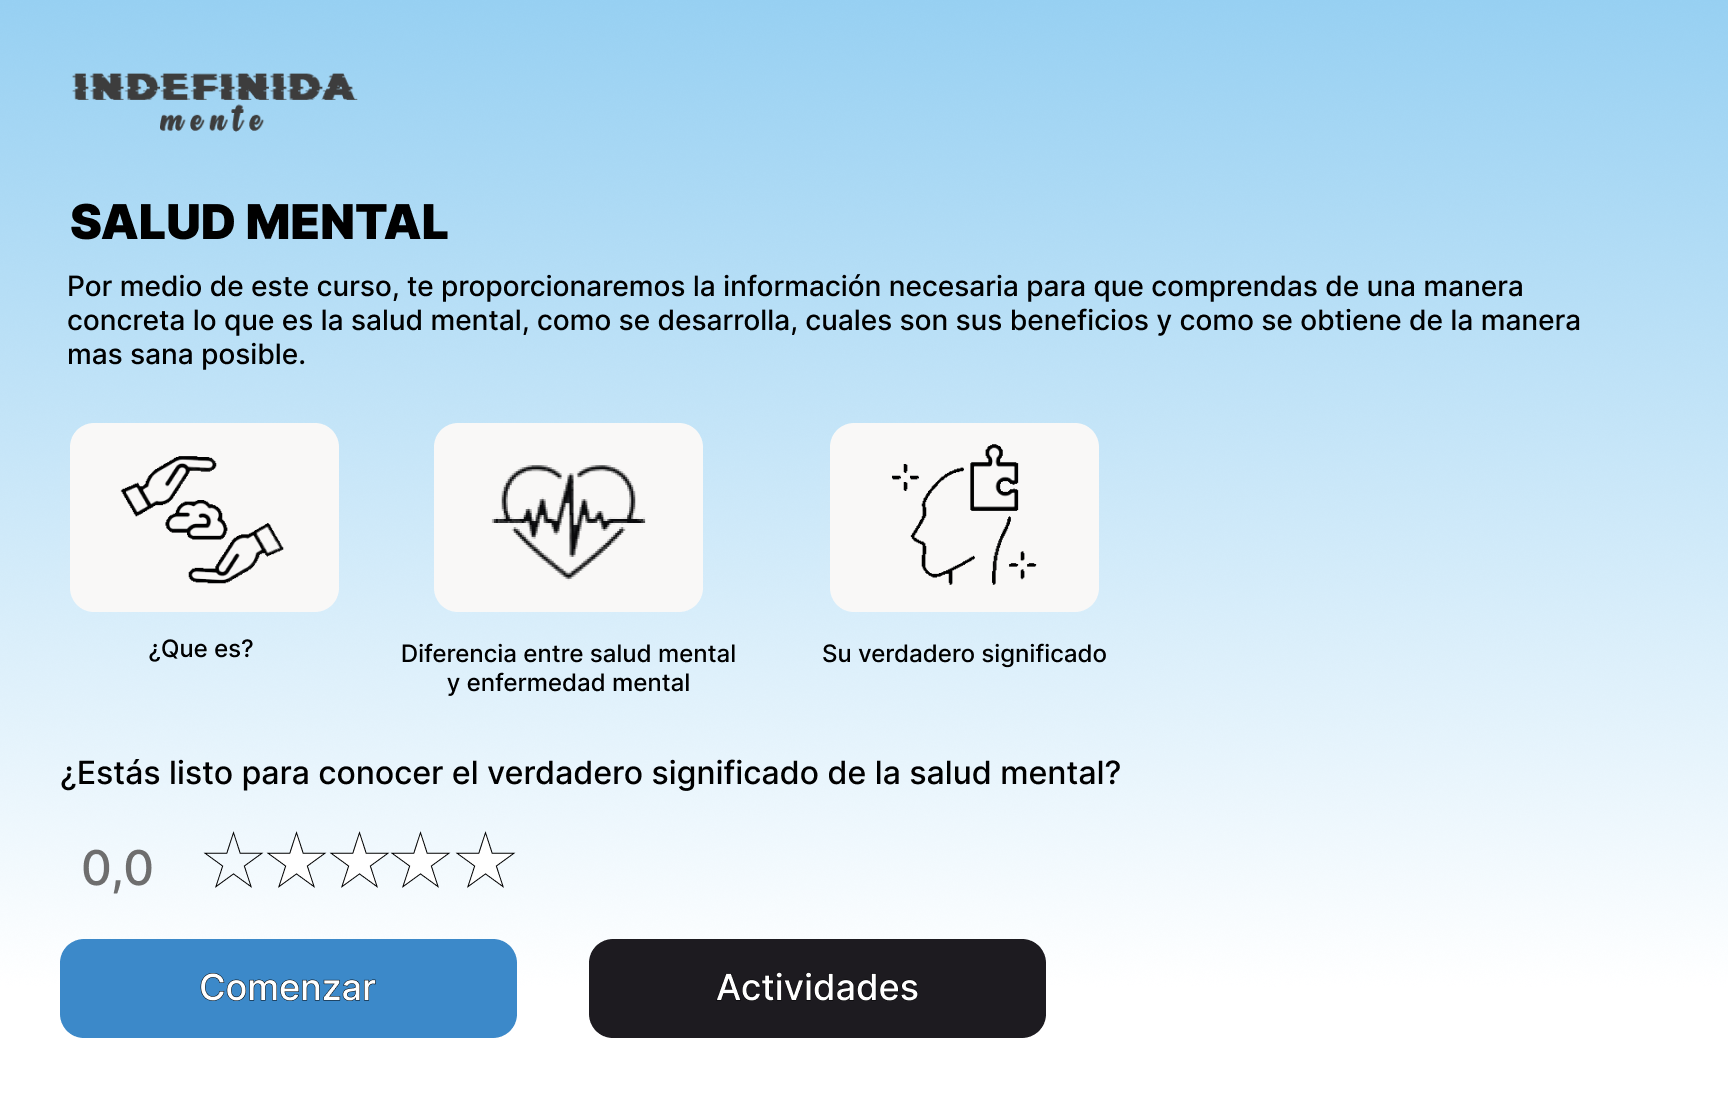 INDEFINIDA
mente
SALUD MENTAL
Por medio de este curso, te proporcionaremos la información necesaria para que comprendas de una manera
concreta lo que es la salud mental, como se desarrolla, cuales son sus beneficios y como se obtiene de la manera
mas sana posible.
¿Que es?
Diferencia entre salud mental
y enfermedad mental
Su verdadero significado
¿Estás listo para conocer el verdadero significado de la salud mental?
0,0
Comenzar
Actividades